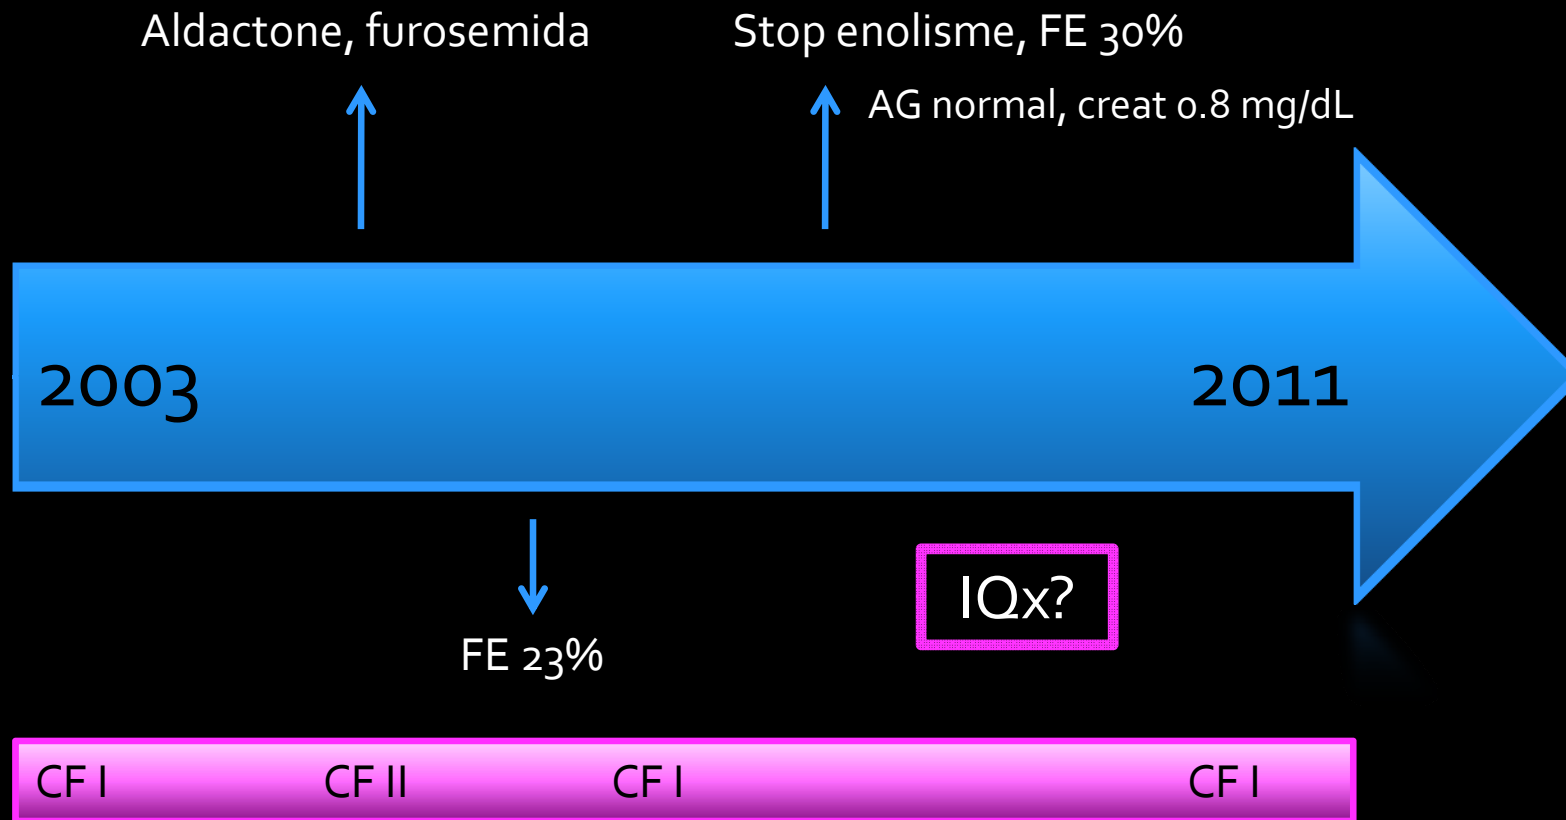 Aldactone, furosemida
Stop enolisme, FE 30%
AG normal, creat 0.8 mg/dL
2003
2011
FE 23%
IQx?
CF I
CF II
CF I
CF I